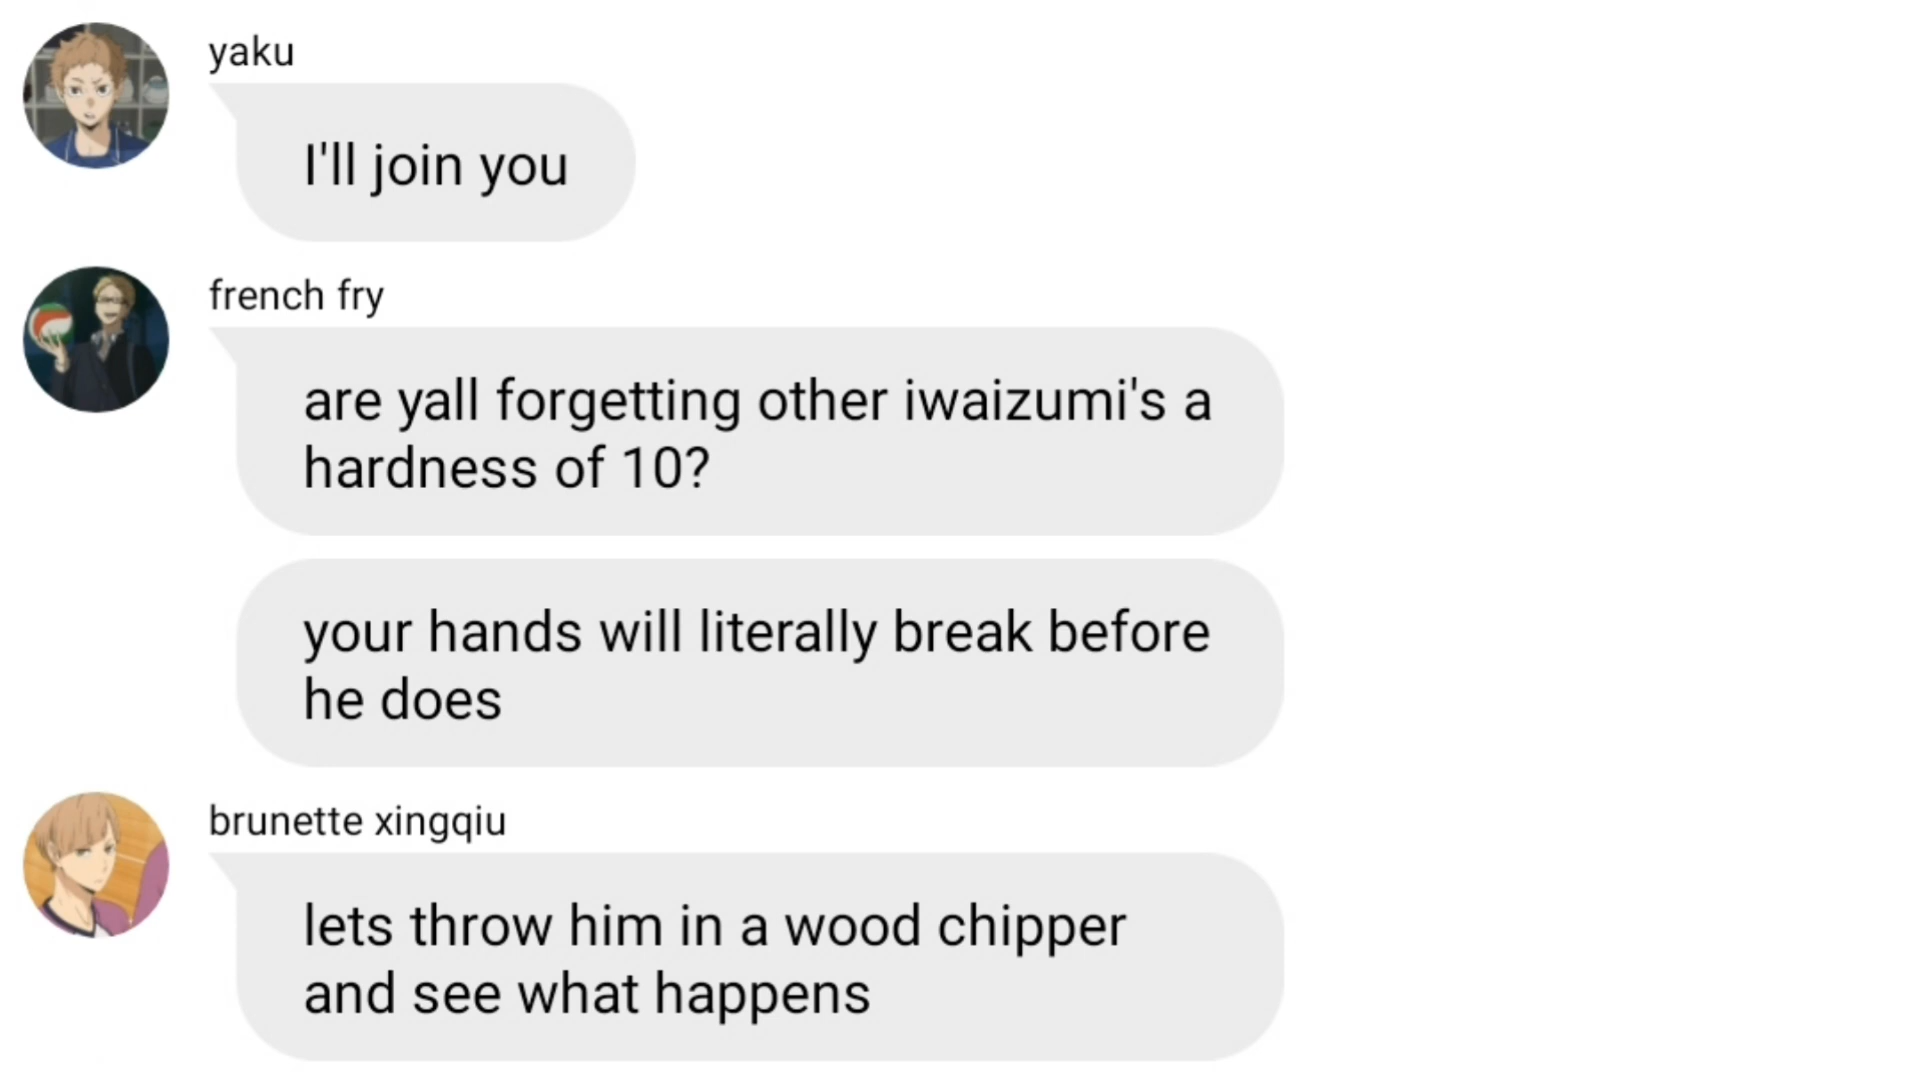 yaku
I'll join you
french fry
are yall forgetting other iwaizumi's a
hardness of 10?
your hands will literally break before
he does
brunette xingqiu
lets throw him in a wood chipper
and see what happens